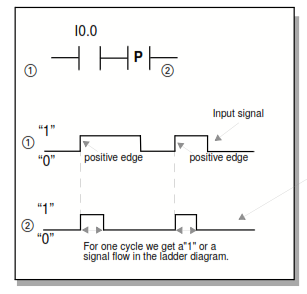 I0.0
P
① ②
Input signal
"1"
①
"0"
positive edge positive edge
"1"
②
"0"
For one cycle we get a"1" or a
signal flow in the ladder diagram.